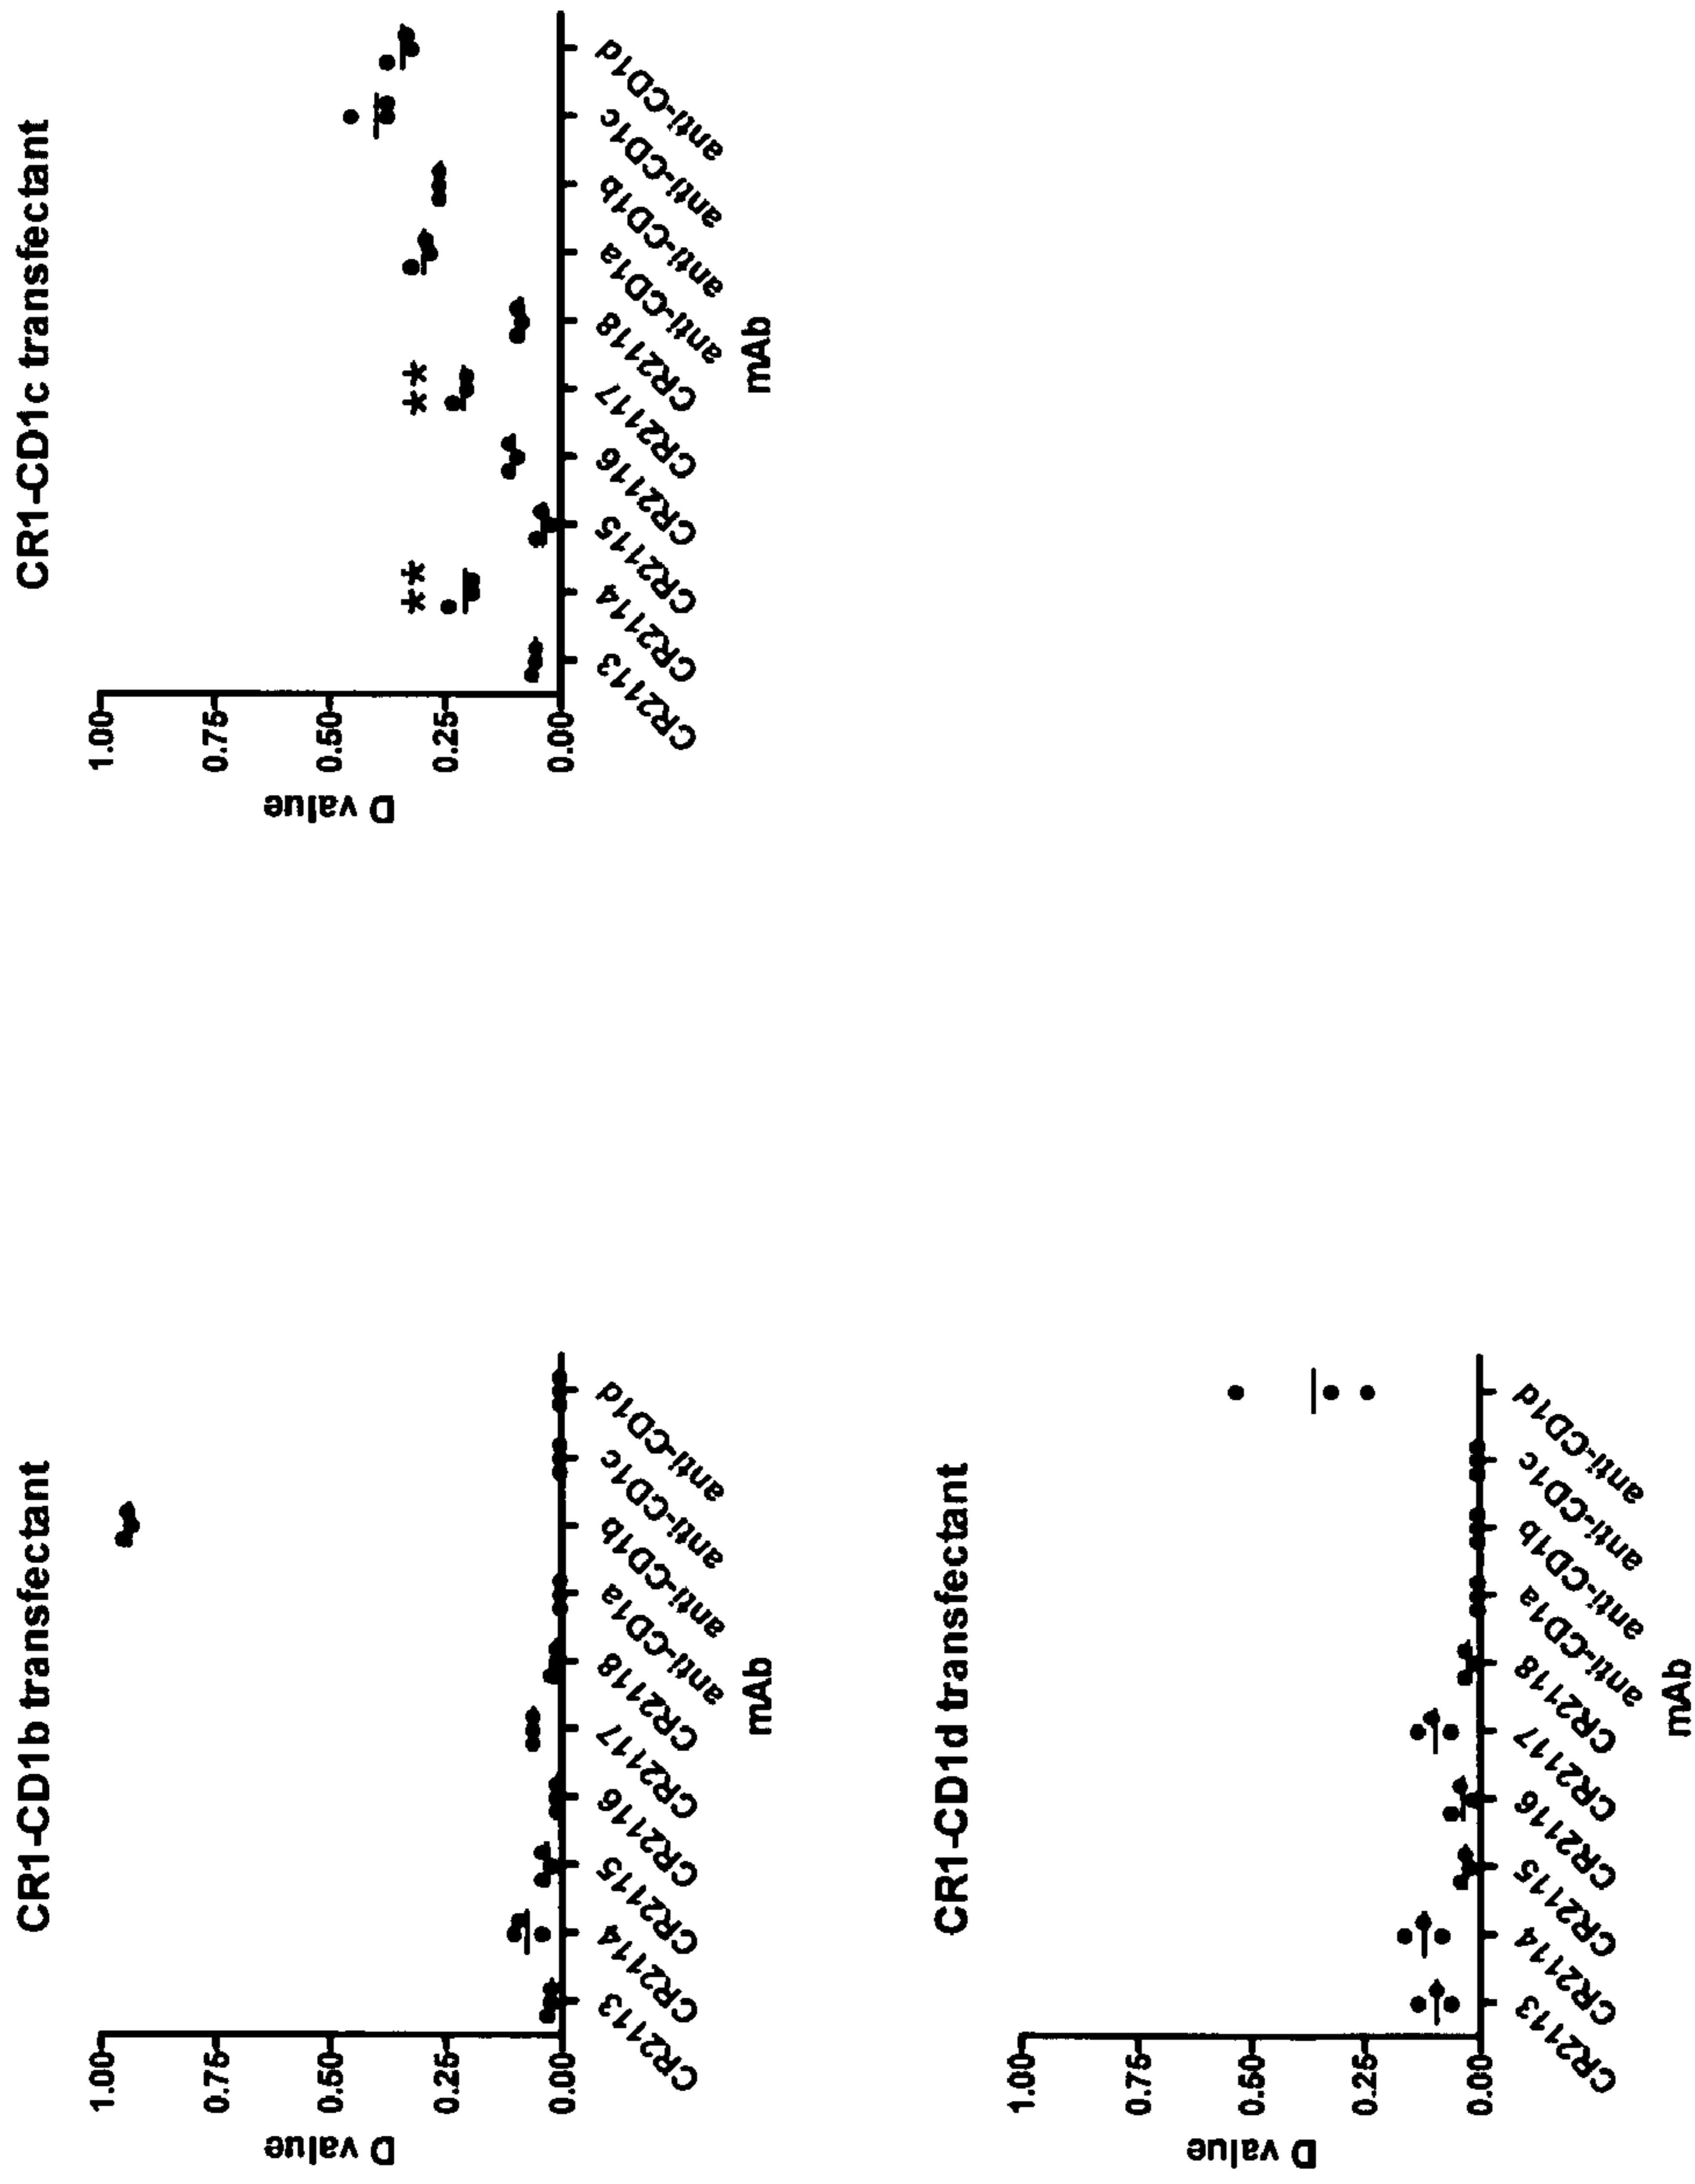 CR1-CD1b transfectant
D value
1.00
0.75
0.50
0.25
0.00
CR2113
CR2114
CR2115
CR2116
CR2117
CR2118
anti-CD1a
anti-CD1b
anti-CD1c
anti-CD1d
mAb
CR1-CD1c transfectant
D value
1.00
0.75
0.50
0.25
0.00
**
**
CR2113
CR2114
CR2115
CR2116
CR2117
CR2118
anti-CD1a
anti-CD1b
anti-CD1c
anti-CD1d
mAb
CR1-CD1d transfectant
D value
1.00
0.75
0.50
0.25
0.00
CR2113
CR2114
CR2115
CR2116
CR2117
CR2118
anti-CD1a
anti-CD1b
anti-CD1c
anti-CD1d
mAb